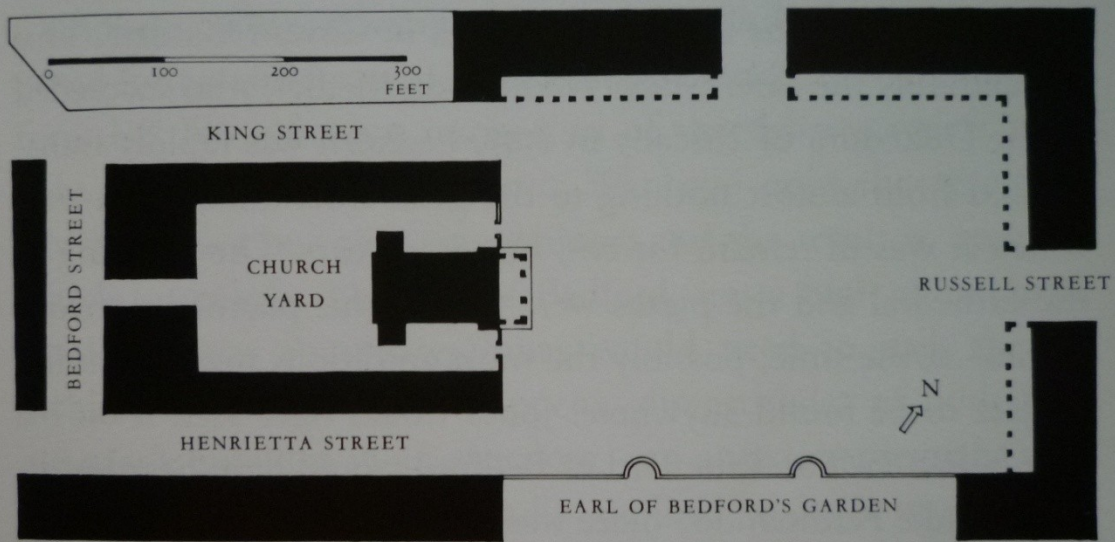 0 100 200 300
FEET
KING STREET
BEDFORD STREET
CHURCH
YARD
RUSSELL STREET
N
HENRIETTA STREET
EARL OF BEDFORD'S GARDEN